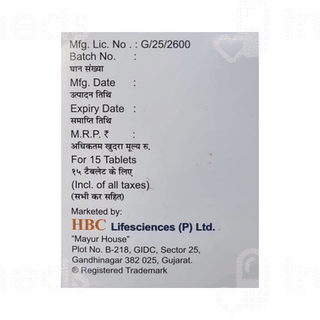 Mfg. Lic. No. : G/25/2600
Batch No. :
घान संख्या
Mfg. Date :
उत्पादन तिथि
Expiry Date :
समाप्ति तिथि
M.R.P. ₹ :
अधिकतम खुदरा मूल्य रु.
For 15 Tablets
१५ टैबलेट के लिए
(Incl. of all taxes)
(सभी कर सहित)
Marketed by:
HBC Lifesciences (P) Ltd.
"Mayur House"
Plot No. B-218, GIDC, Sector 25,
Gandhinagar 382 025, Gujarat.
® Registered Trademark